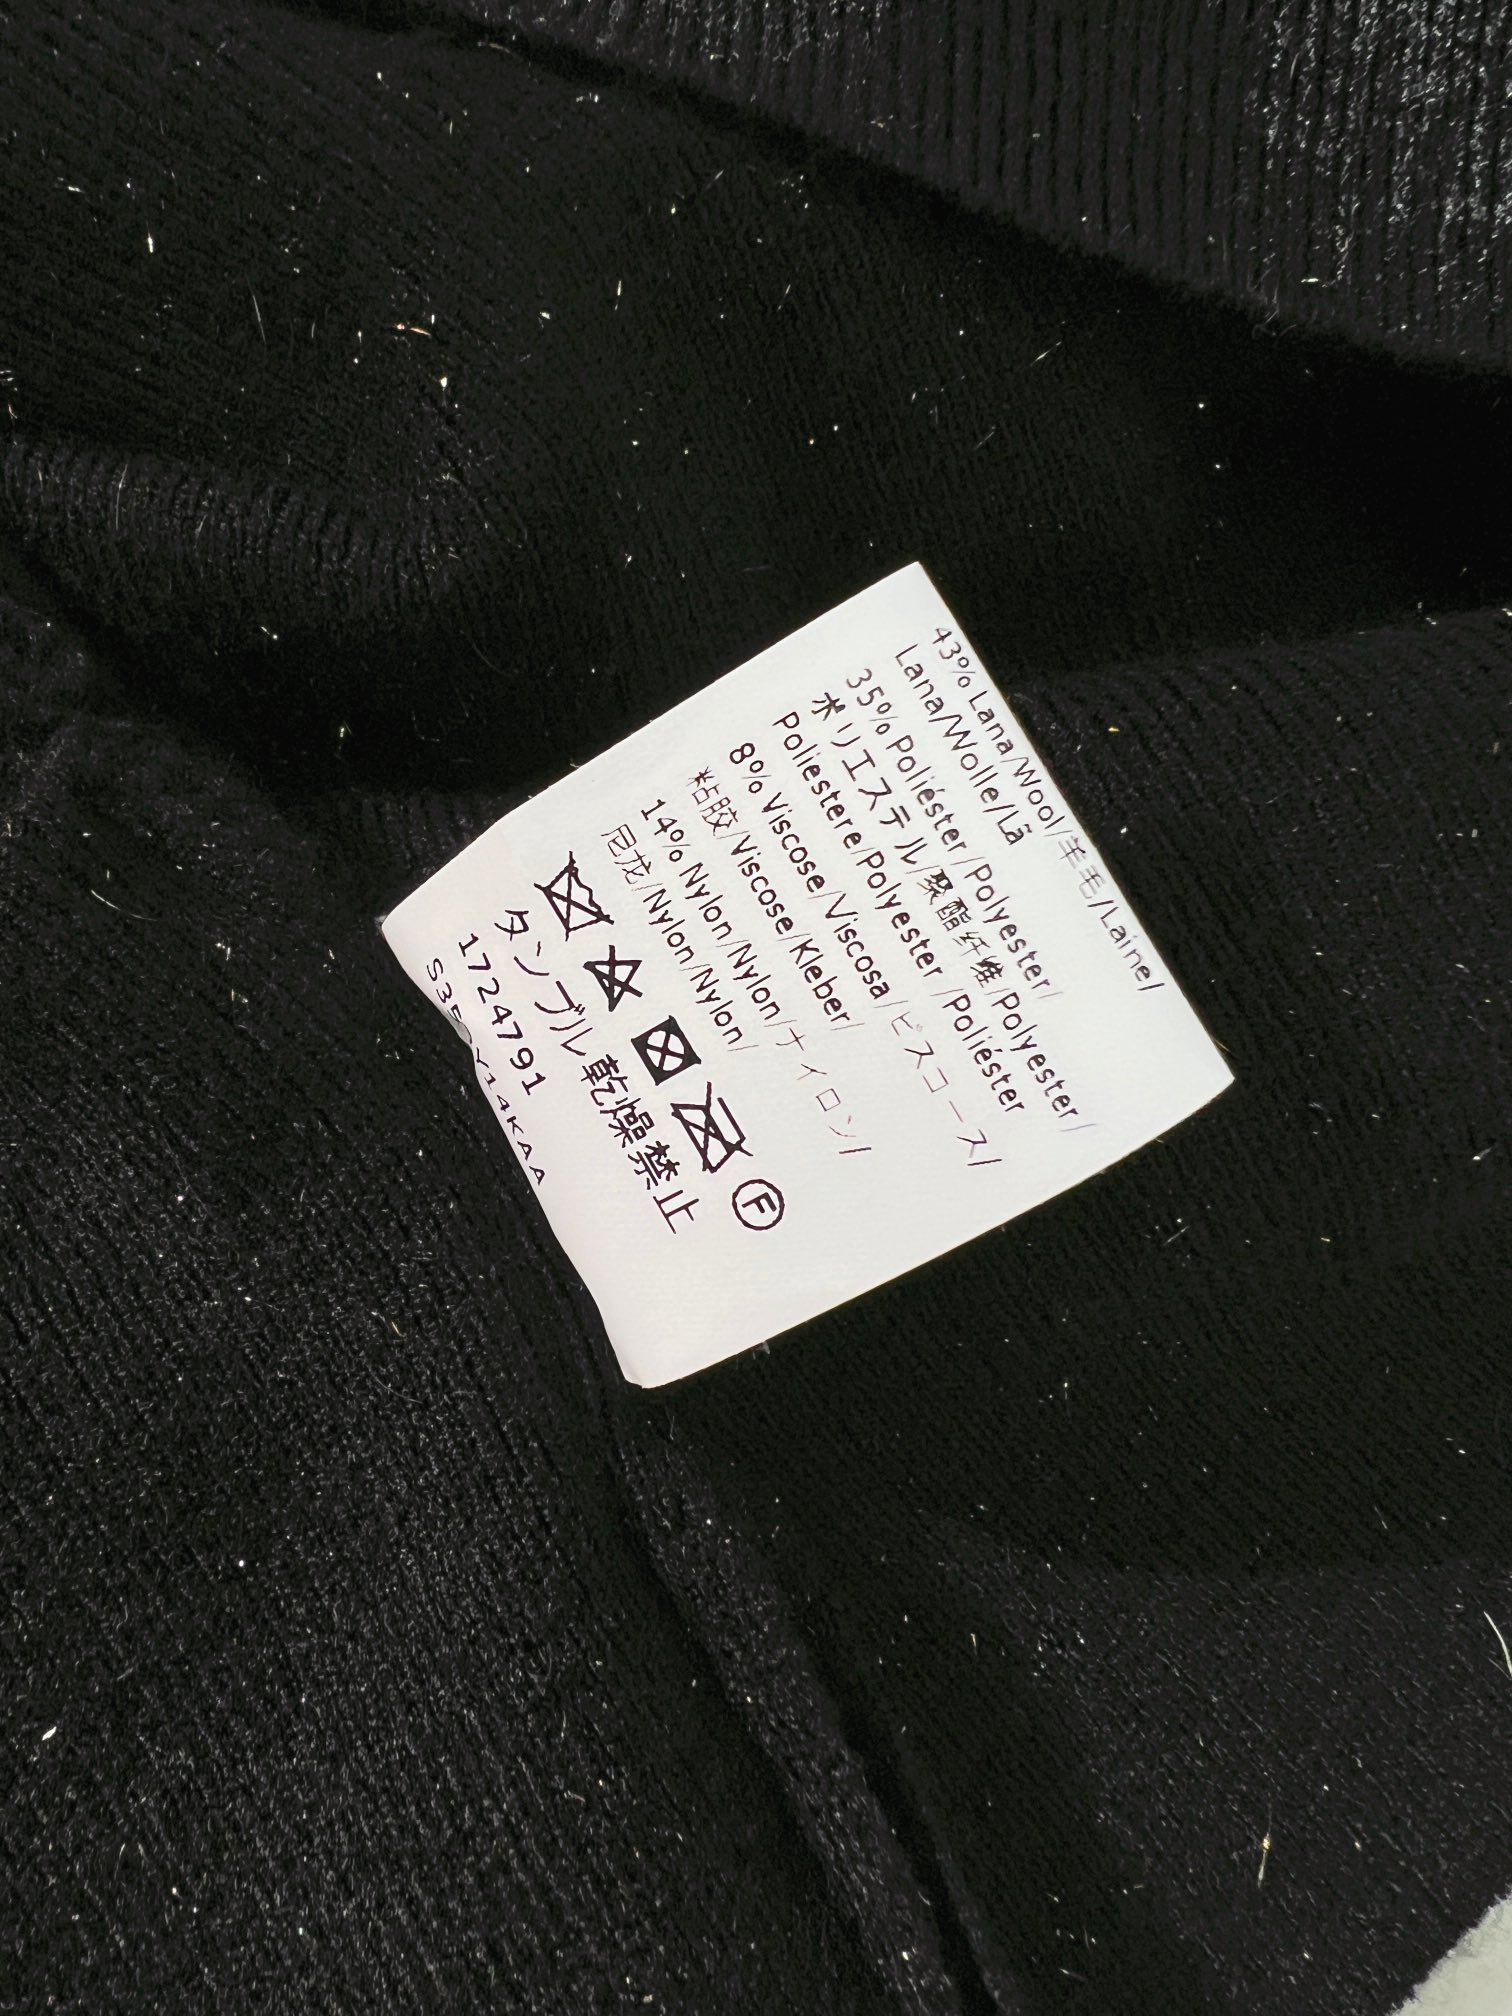 43% Lana/Wool/羊毛/Laine/
Lana/Wolle/Lã
35% Poliéster/Polyester/
ポリエステル/聚酯纤维/Polyester/
Poliestere/Polyester/Poliéster
8% Viscose/Viscosa/ビスコース/
粘胶/Viscose/Kleber/
14% Nylon/Nylon/ナイロン/
尼龙/Nylon/Nylon/
F
タンブル乾燥禁止
1724791